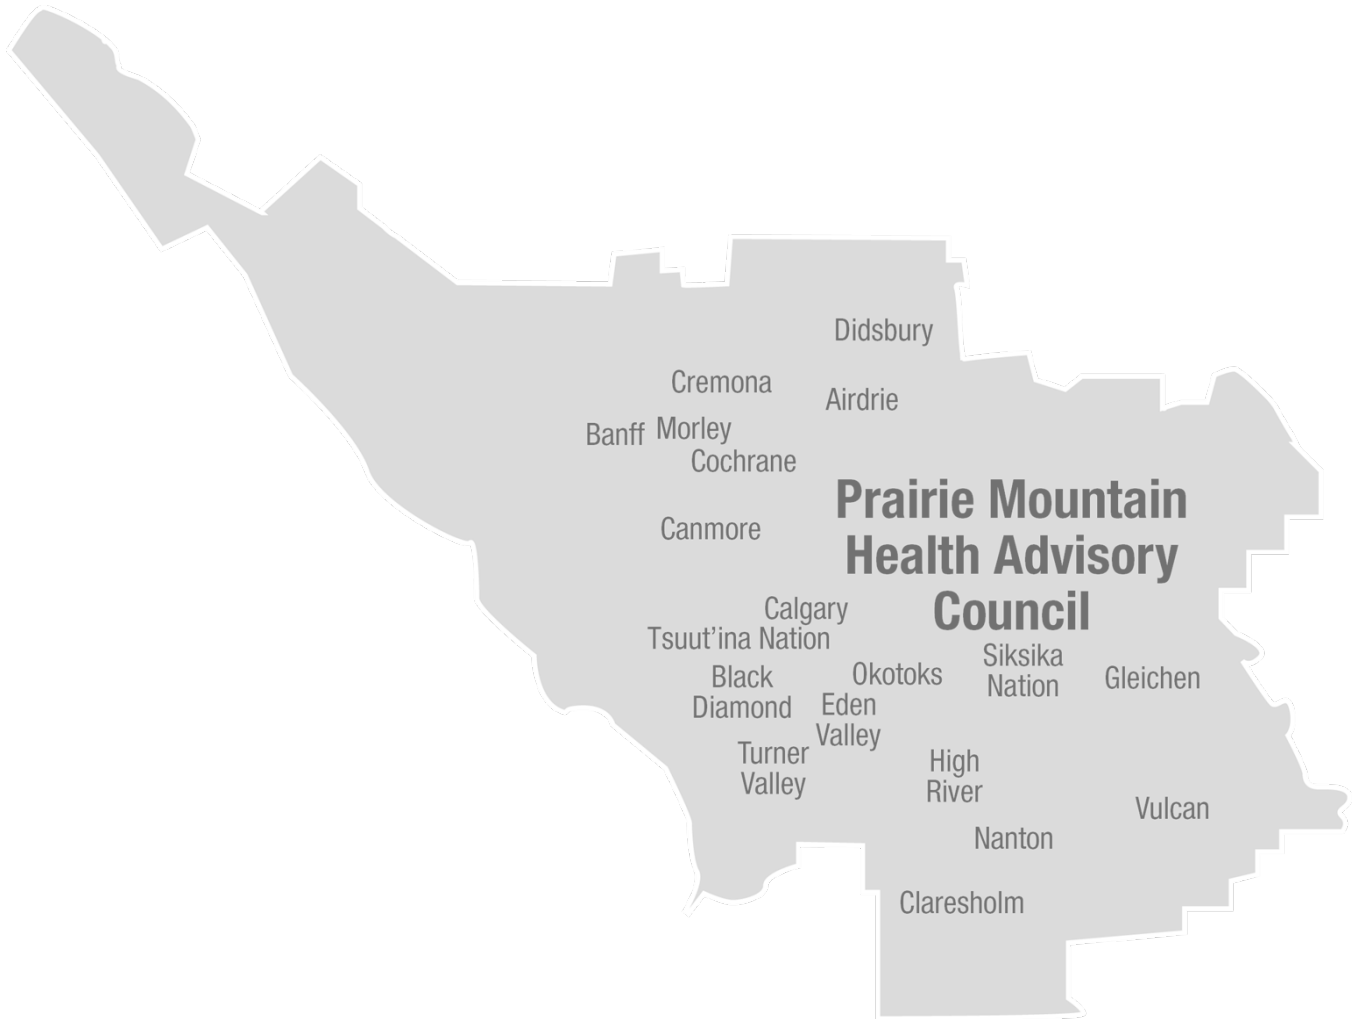 Didsbury
Cremona
Airdrie
Banff
Morley
Cochrane
Prairie Mountain
Health Advisory
Council
Canmore
Calgary
Tsuut’ina Nation
Black
Diamond
Okotoks
Siksika
Nation
Gleichen
Eden
Valley
Turner
Valley
High
River
Vulcan
Nanton
Claresholm